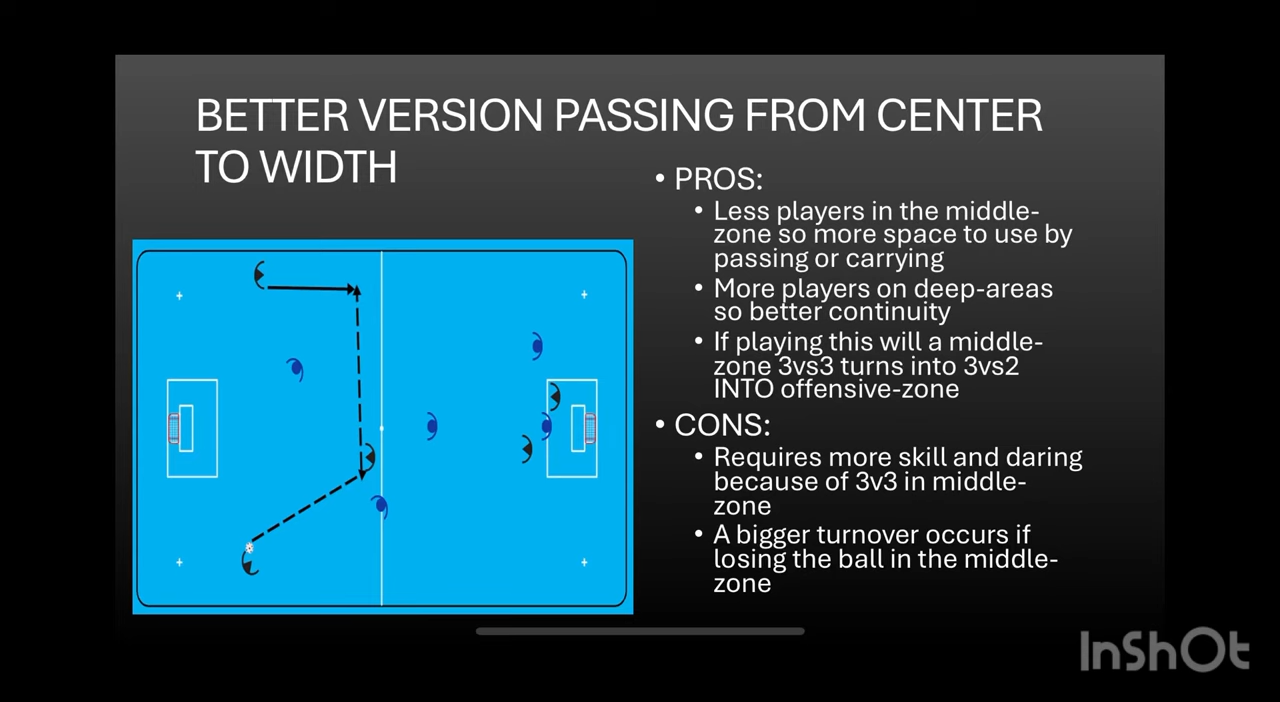 BETTER VERSION PASSING FROM CENTER
TO WIDTH
• PROS:
• Less players in the middle-
zone so more space to use by
passing or carrying
• More players on deep-areas
so better continuity
• If playing this will a middle-
zone 3vs3 turns into 3vs2
INTO offensive-zone
• CONS:
• Requires more skill and daring
because of 3v3 in middle-
zone
• A bigger turnover occurs if
losing the ball in the middle-
zone
InShOt